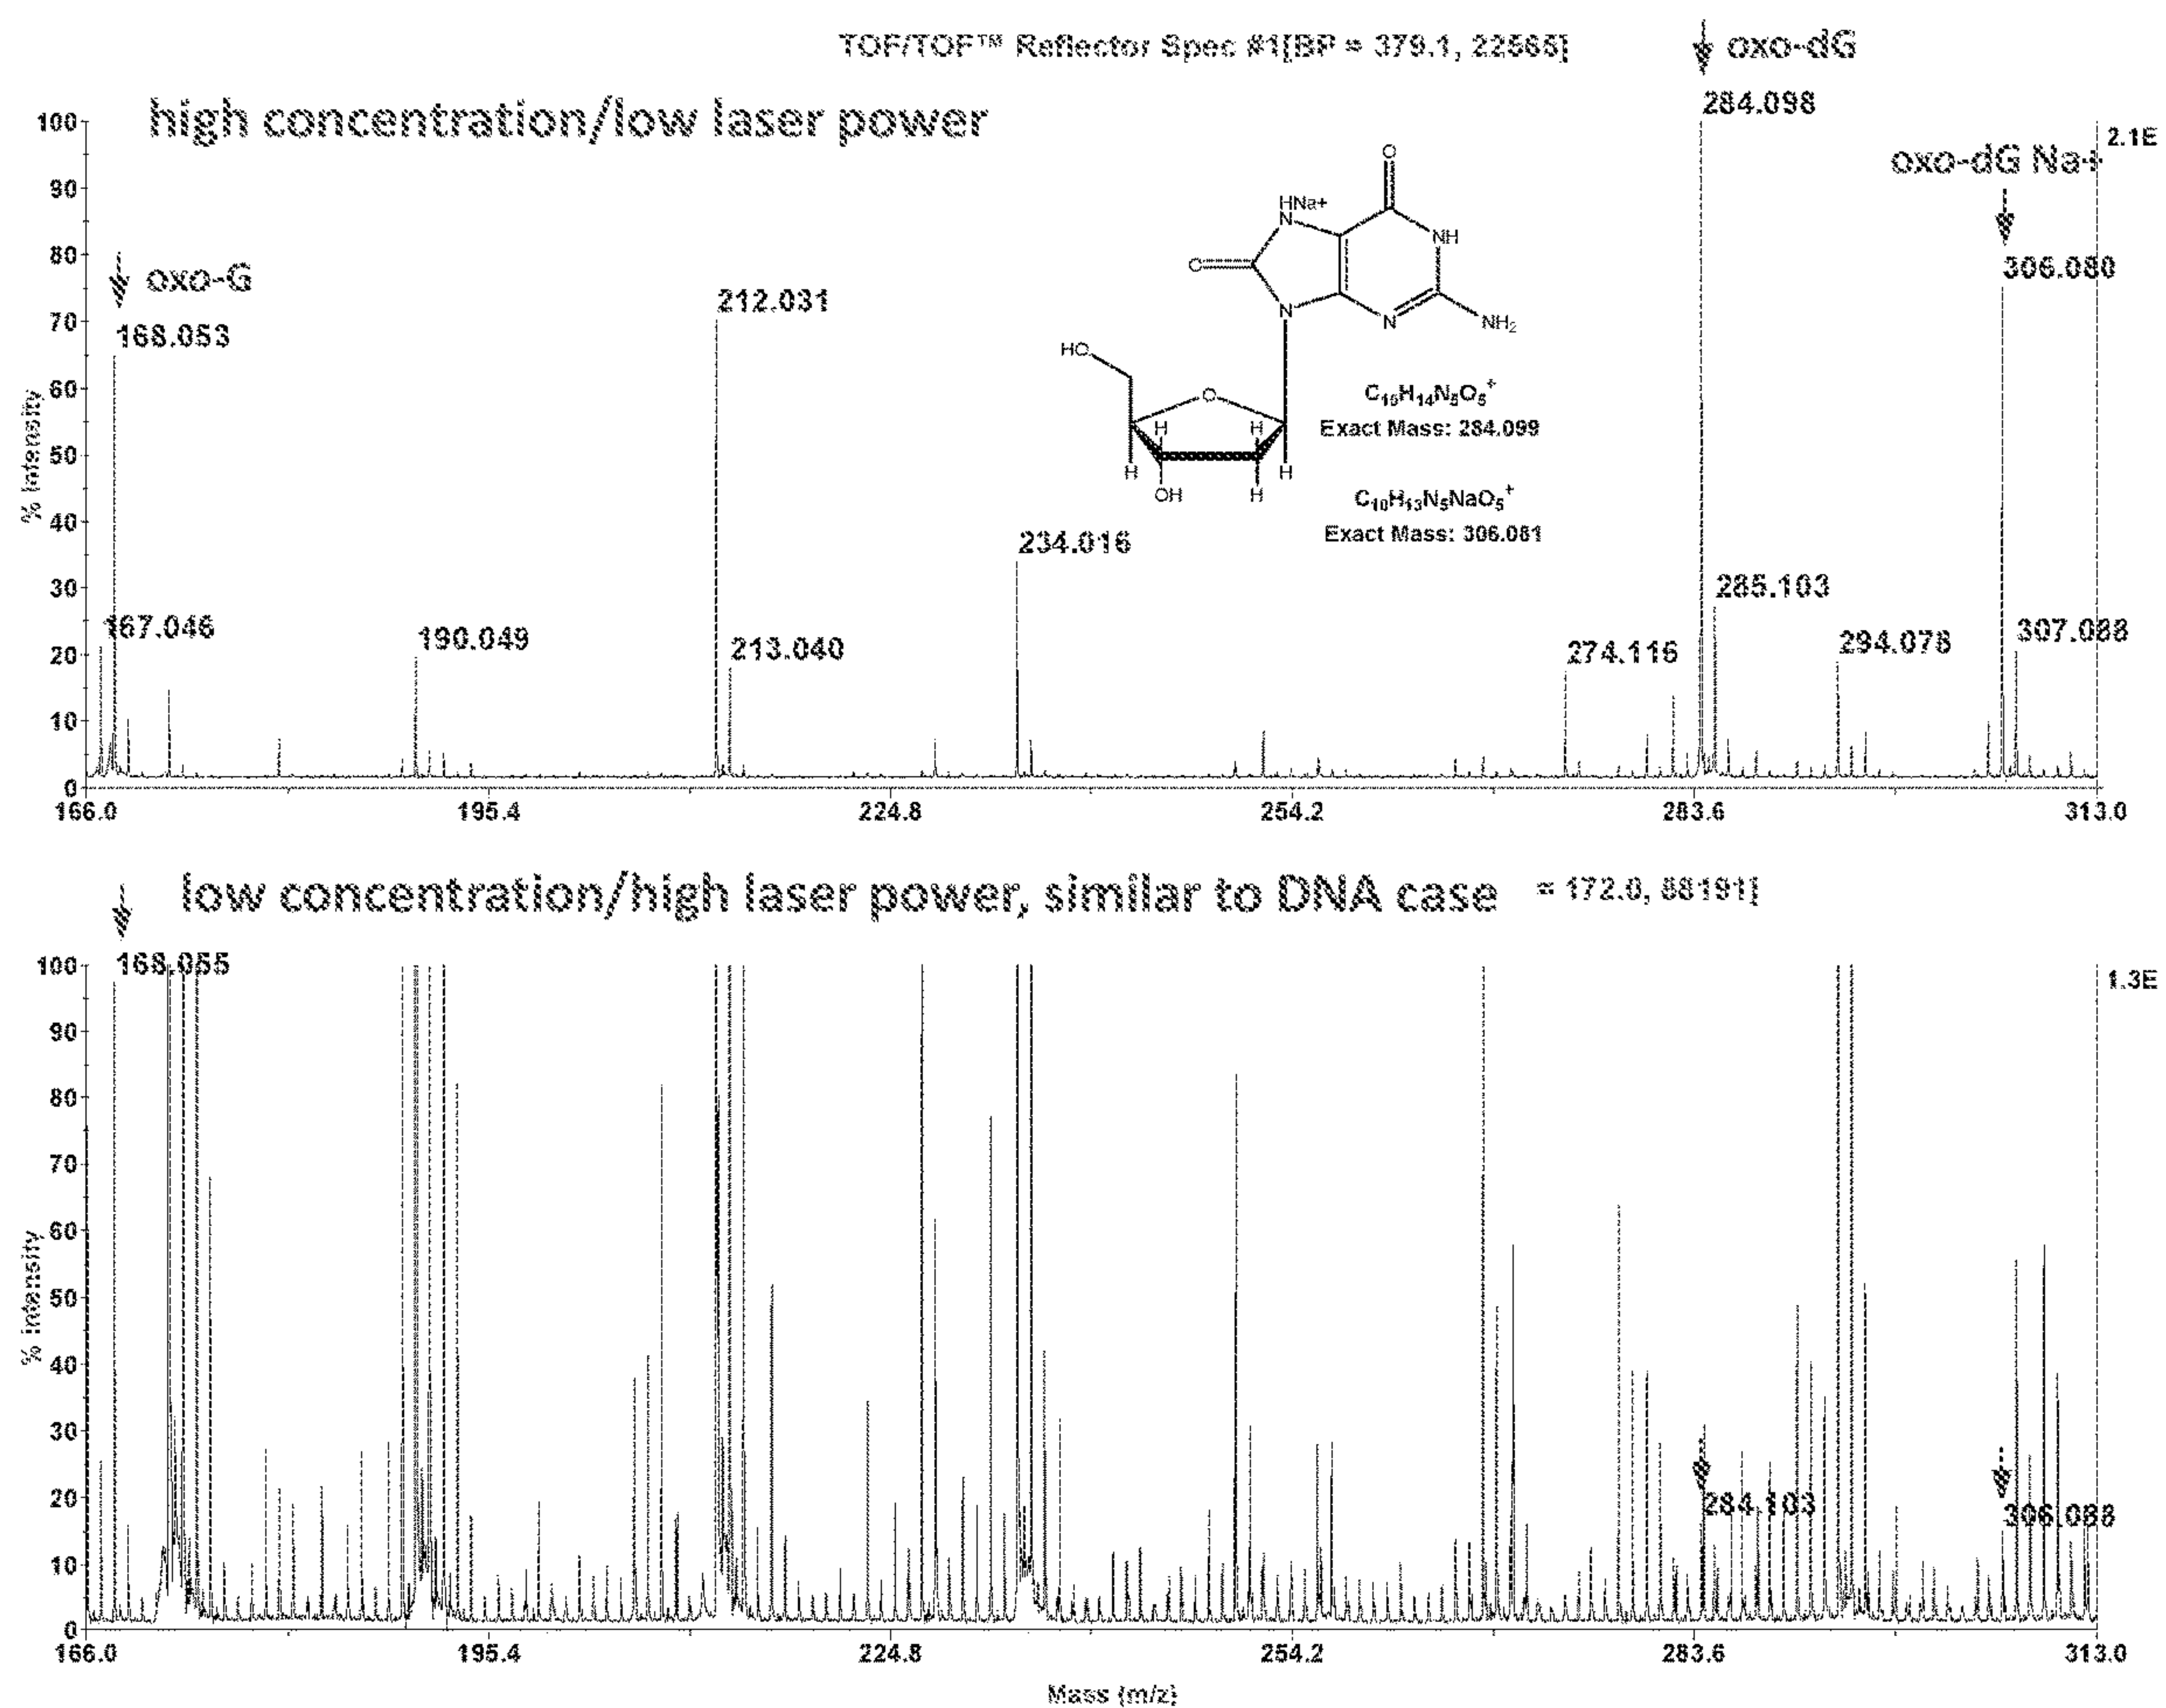 TOF/TOF™ Reflector Spec #1[BP = 379.1, 22565]
oxo-dG
high concentration/low laser power
284.098
2.1E
oxo-dG Na+
oxo-G
306.080
168.053
212.031
234.016
285.103
167.046
190.049
213.040
274.116
294.078
307.088
O
HNa+
N
NH
O
N
N
NH₂
HO
O
H
H
H
H
OH
H
C₁₀H₁₄N₅O₅⁺
Exact Mass: 284.099
C₁₀H₁₃N₅NaO₅⁺
Exact Mass: 306.081
% Intensity
100
90
80
70
60
50
40
30
20
10
0
166.0 195.4 224.8 254.2 283.6 313.0
low concentration/high laser power, similar to DNA case = 172.0, 88191]
168.055
1.3E
284.103
306.088
% Intensity
100
90
80
70
60
50
40
30
20
10
0
166.0 195.4 224.8 254.2 283.6 313.0
Mass (m/z)